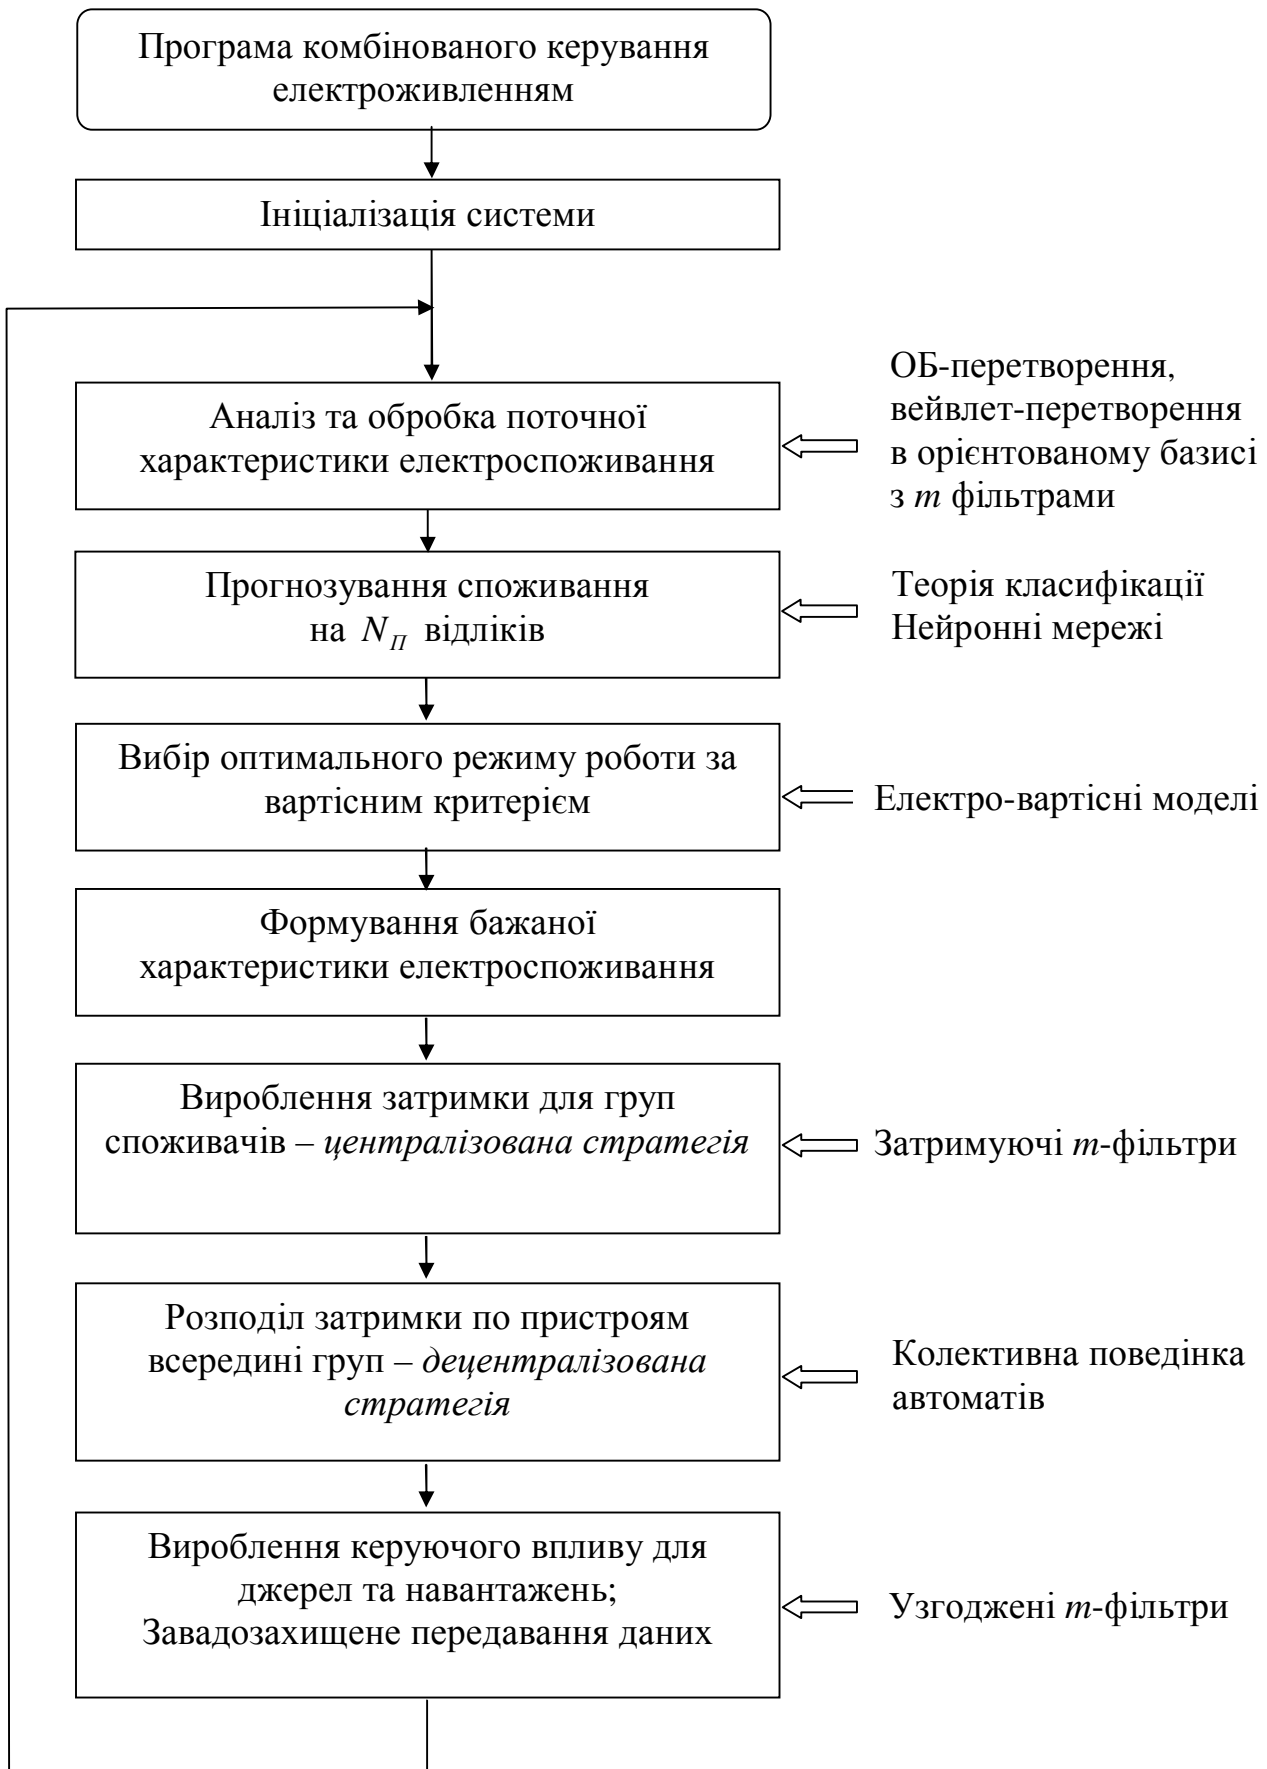 Програма комбінованого керування
електроживленням
Ініціалізація системи
Аналіз та обробка поточної
характеристики електроспоживання
ОБ-перетворення,
вейвлет-перетворення
в орієнтованому базисі
з m фільтрами
Прогнозування споживання
на N_П відліків
Теорія класифікації
Нейронні мережі
Вибір оптимального режиму роботи за
вартісним критерієм
Електро-вартісні моделі
Формування бажаної
характеристики електроспоживання
Вироблення затримки для груп
споживачів – централізована стратегія
Затримуючі m-фільтри
Розподіл затримки по пристроям
всередині груп – децентралізована
стратегія
Колективна поведінка
автоматів
Вироблення керуючого впливу для
джерел та навантажень;
Завадозахищене передавання даних
Узгоджені m-фільтри